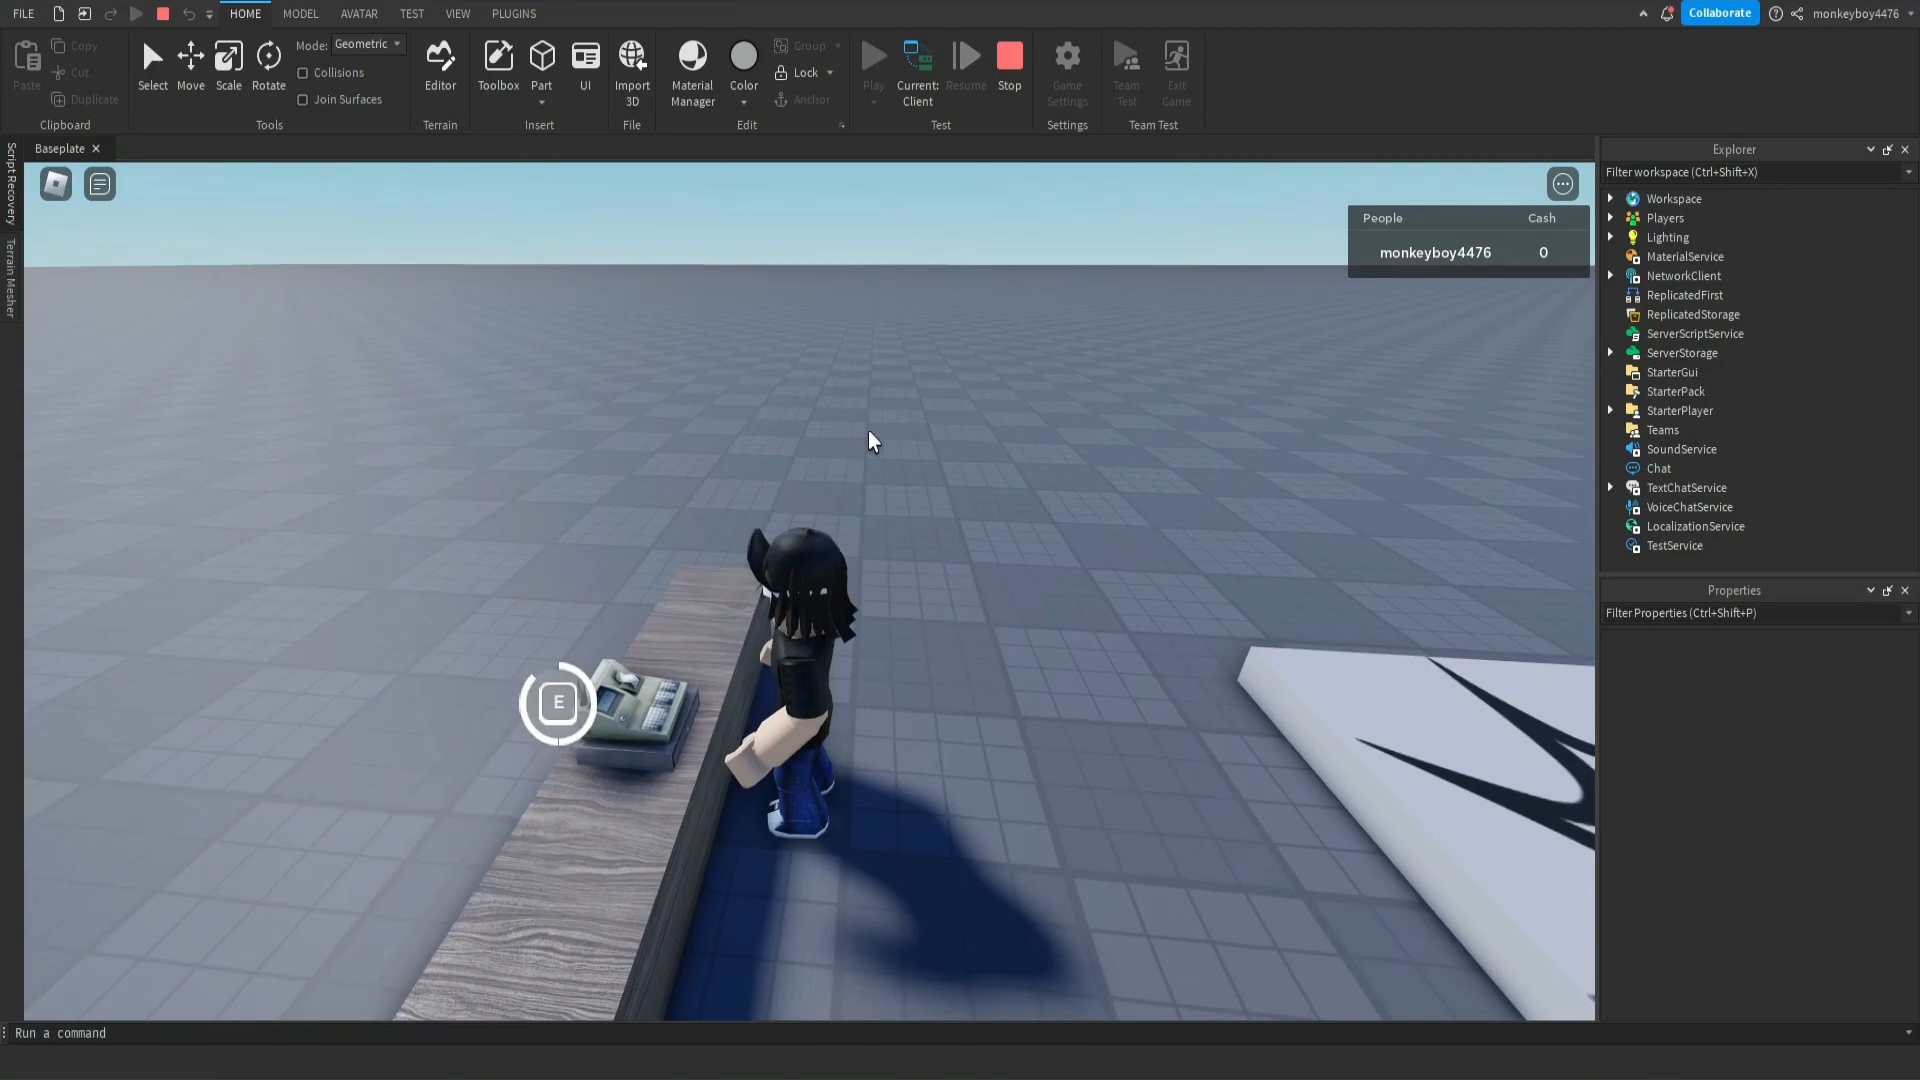 FILE
HOME
MODEL
AVATAR
TEST
VIEW
PLUGINS
Collaborate
monkeyboy4476
Paste
Copy
Cut
Duplicate
Clipboard
Select
Move
Scale
Rotate
Mode: Geometric
Collisions
Join Surfaces
Tools
Editor
Terrain
Toolbox
Part
UI
Insert
Import
3D
File
Material
Manager
Color
Group
Lock
Anchor
Edit
Play
Current:
Client
Resume
Stop
Test
Game
Settings
Settings
Team
Test
Exit
Game
Team Test
Script Recovery
Terrain Mesher
Baseplate
People Cash
monkeyboy4476 0
E
Explorer
Filter workspace (Ctrl+Shift+X)
Workspace
Players
Lighting
MaterialService
NetworkClient
ReplicatedFirst
ReplicatedStorage
ServerScriptService
ServerStorage
StarterGui
StarterPack
StarterPlayer
Teams
SoundService
Chat
TextChatService
VoiceChatService
LocalizationService
TestService
Properties
Filter Properties (Ctrl+Shift+P)
Run a command